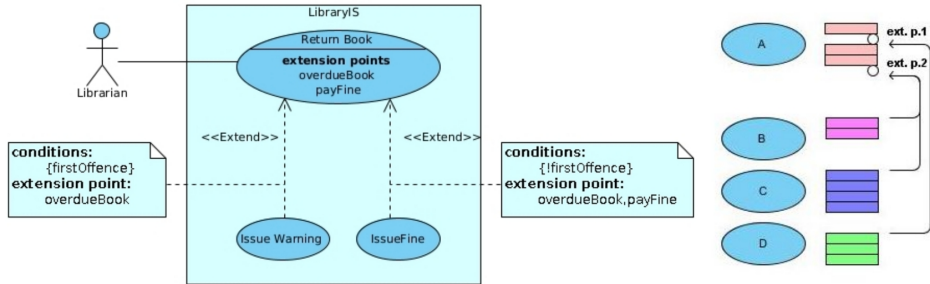 LibraryIS
Return Book
extension points
overdueBook
payFine
Librarian
<<Extend>>
<<Extend>>
conditions:
{firstOffence}
extension point:
overdueBook
conditions:
{!firstOffence}
extension point:
overdueBook,payFine
Issue Warning
IssueFine
A
ext. p.1
ext. p.2
B
C
D